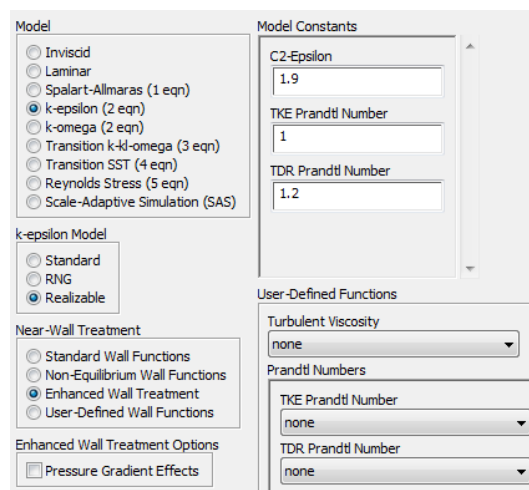 Model
Inviscid
Laminar
Spalart-Allmaras (1 eqn)
k-epsilon (2 eqn)
k-omega (2 eqn)
Transition k-kl-omega (3 eqn)
Transition SST (4 eqn)
Reynolds Stress (5 eqn)
Scale-Adaptive Simulation (SAS)
k-epsilon Model
Standard
RNG
Realizable
Near-Wall Treatment
Standard Wall Functions
Non-Equilibrium Wall Functions
Enhanced Wall Treatment
User-Defined Wall Functions
Enhanced Wall Treatment Options
Pressure Gradient Effects
Model Constants
C2-Epsilon
1.9
TKE Prandtl Number
1
TDR Prandtl Number
1.2
User-Defined Functions
Turbulent Viscosity
none
Prandtl Numbers
TKE Prandtl Number
none
TDR Prandtl Number
none